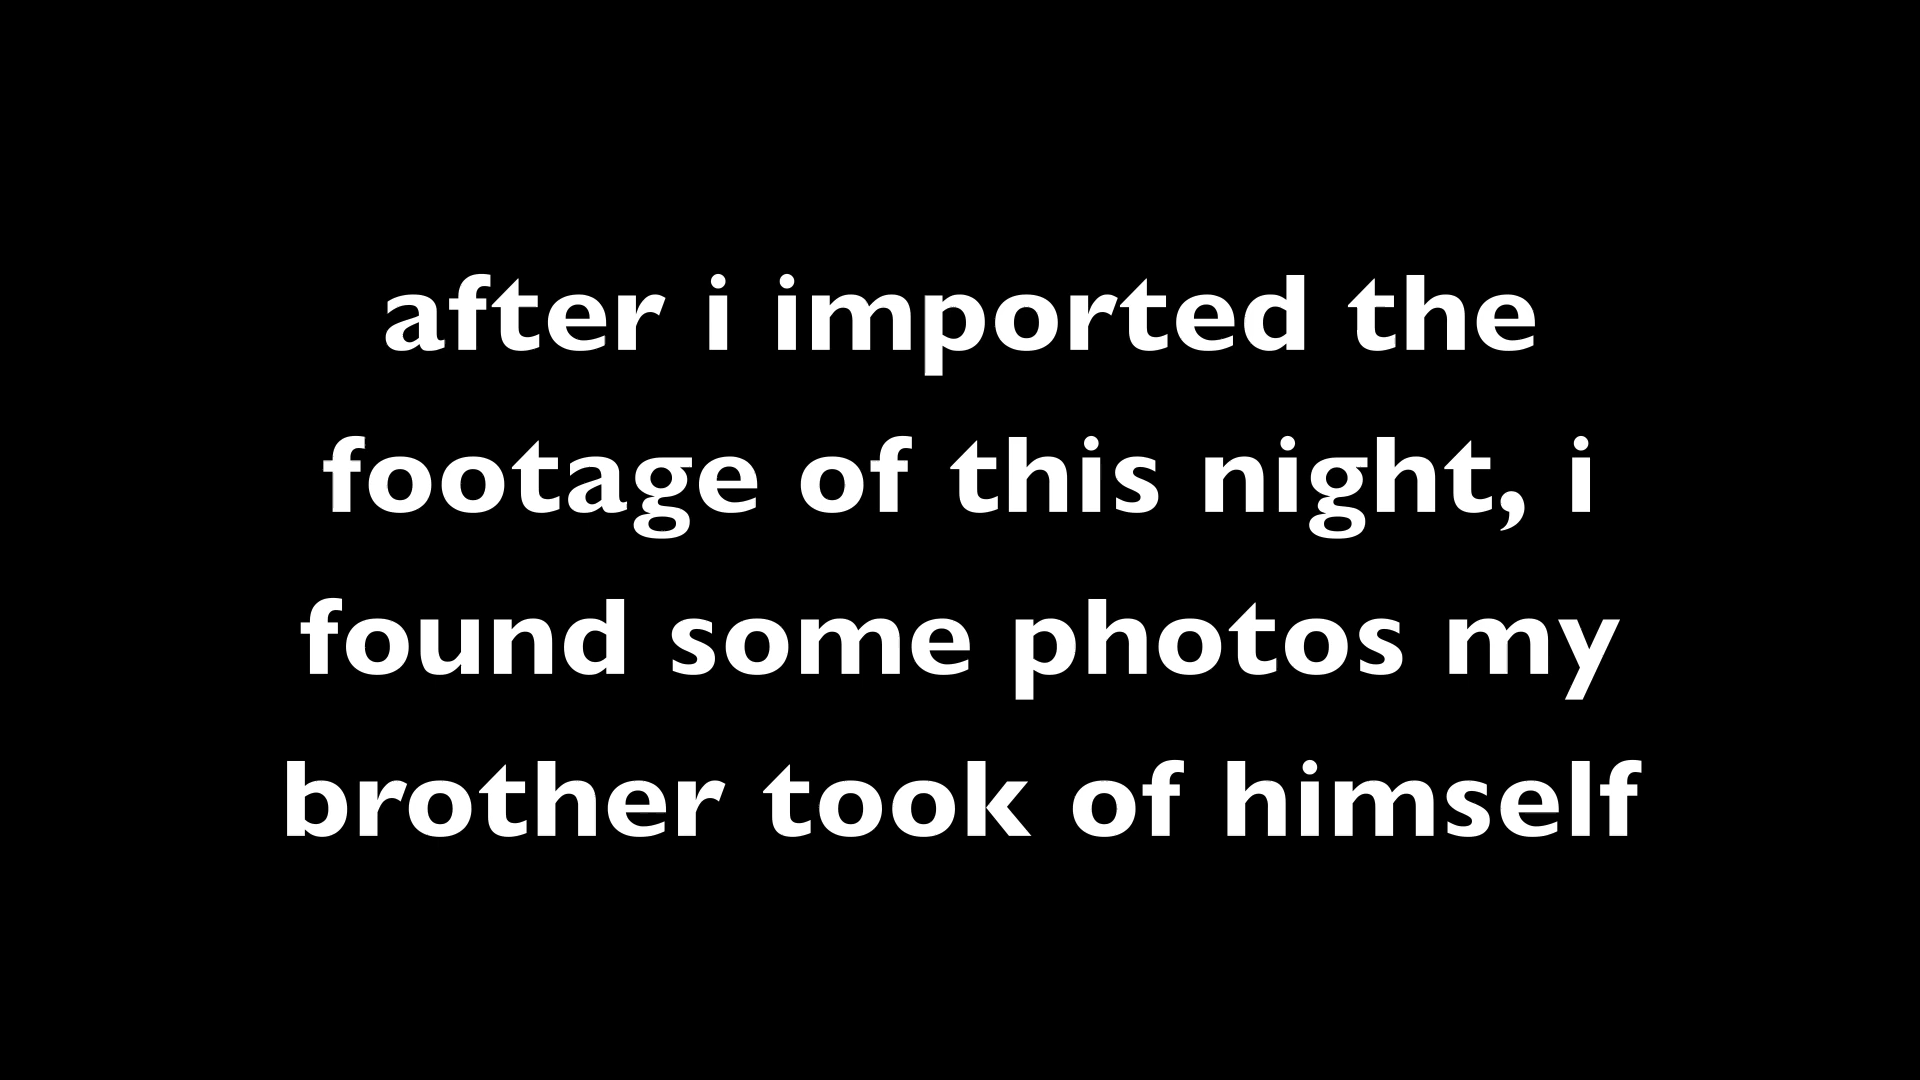 after i imported the
footage of this night, i
found some photos my
brother took of himself